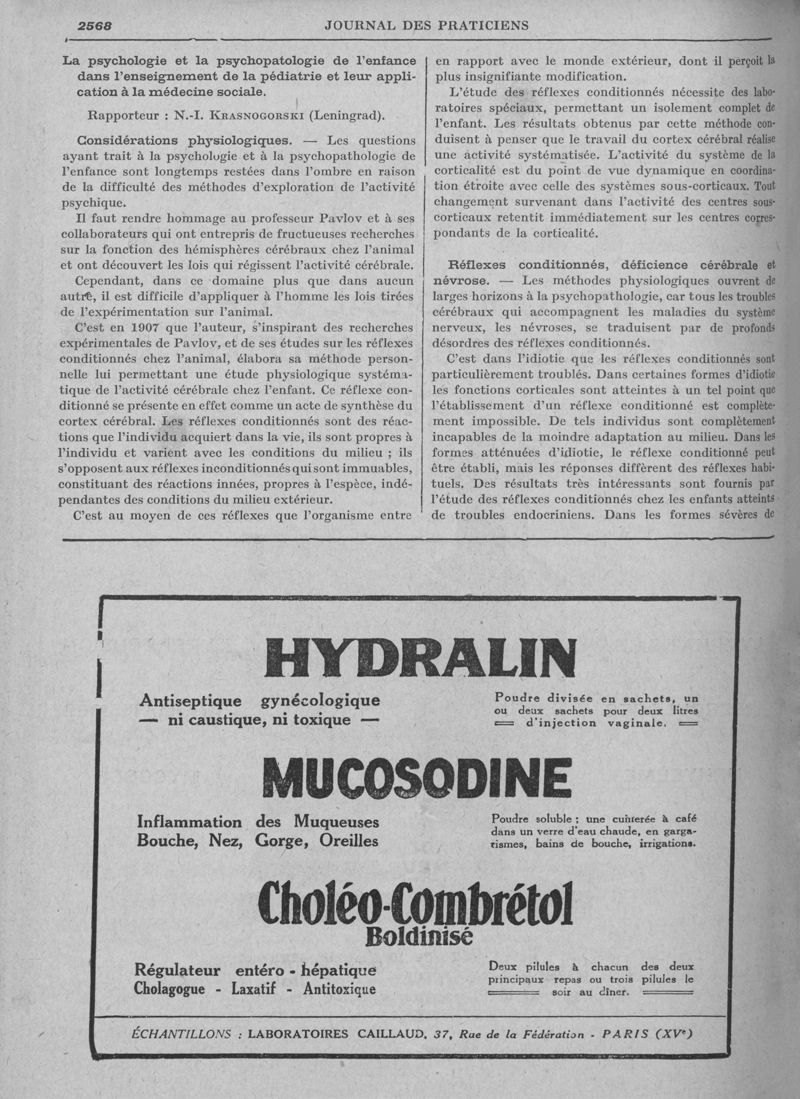 2568
JOURNAL DES PRATICIENS
La psychologie et la psychopatologie de l'enfance
dans l'enseignement de la pédiatrie et leur appli-
cation à la médecine sociale.
Rapporteur : N.-I. KRASNOGORSKI (Leningrad).
Considérations physiologiques. — Les questions
ayant trait à la psychologie et à la psychopathologie de
l'enfance sont longtemps restées dans l'ombre en raison
de la difficulté des méthodes d'exploration de l'activité
psychique.
Il faut rendre hommage au professeur Pavlov et à ses
collaborateurs qui ont entrepris de fructueuses recherches
sur la fonction des hémisphères cérébraux chez l'animal
et ont découvert les lois qui régissent l'activité cérébrale.
Cependant, dans ce domaine plus que dans aucun
autre, il est difficile d'appliquer à l'homme les lois tirées
de l'expérimentation sur l'animal.
C'est en 1907 que l'auteur, s'inspirant des recherches
expérimentales de Pavlov, et de ses études sur les réflexes
conditionnés chez l'animal, élabora sa méthode person-
nelle lui permettant une étude physiologique systéma-
tique de l'activité cérébrale chez l'enfant. Ce réflexe con-
ditionné se présente en effet comme un acte de synthèse du
cortex cérébral. Les réflexes conditionnés sont des réac-
tions que l'individu acquiert dans la vie, ils sont propres à
l'individu et varient avec les conditions du milieu ; ils
s'opposent aux réflexes inconditionnés qui sont immuables,
constituant des réactions innées, propres à l'espèce, indé-
pendantes des conditions du milieu extérieur.
C'est au moyen de ces réflexes que l'organisme entre
en rapport avec le monde extérieur, dont il perçoit la
plus insignifiante modification.
L'étude des réflexes conditionnés nécessite des labo-
ratoires spéciaux, permettant un isolement complet de
l'enfant. Les résultats obtenus par cette méthode con-
duisent à penser que le travail du cortex cérébral réalise
une activité systématisée. L'activité du système de la
corticalité est du point de vue dynamique en coordina-
tion étroite avec celle des systèmes sous-corticaux. Tout
changement survenant dans l'activité des centres sous-
corticaux retentit immédiatement sur les centres corres-
pondants de la corticalité.
Réflexes conditionnés, déficience cérébrale et
névrose. — Les méthodes physiologiques ouvrent de
larges horizons à la psychopathologie, car tous les troubles
cérébraux qui accompagnent les maladies du système
nerveux, les névroses, se traduisent par de profonds
désordres des réflexes conditionnés.
C'est dans l'idiotie que les réflexes conditionnés sont
particulièrement troublés. Dans certaines formes d'idiotie
les fonctions corticales sont atteintes à un tel point que
l'établissement d'un réflexe conditionné est complète-
ment impossible. De tels individus sont complètement
incapables de la moindre adaptation au milieu. Dans les
formes atténuées d'idiotie, le réflexe conditionné peut
être établi, mais les réponses diffèrent des réflexes habi-
tuels. Des résultats très intéressants sont fournis par
l'étude des réflexes conditionnés chez les enfants atteints
de troubles endocriniens. Dans les formes sévères de
HYDRALIN
Antiseptique gynécologique
— ni caustique, ni toxique —
Poudre divisée en sachets, un
ou deux sachets pour deux litres
d'injection vaginale.
MUCOSODINE
Inflammation des Muqueuses
Bouche, Nez, Gorge, Oreilles
Poudre soluble : une cuillerée à café
dans un verre d'eau chaude, en garga-
rismes, bains de bouche, irrigations.
Choléo-Combrétol
Boldinisé
Régulateur entéro - hépatique
Cholagogue - Laxatif - Antitoxique
Deux pilules à chacun des deux
principaux repas ou trois pilules le
soir au dîner.
ÉCHANTILLONS : LABORATOIRES CAILLAUD, 37, Rue de la Fédération - PARIS (XVe)